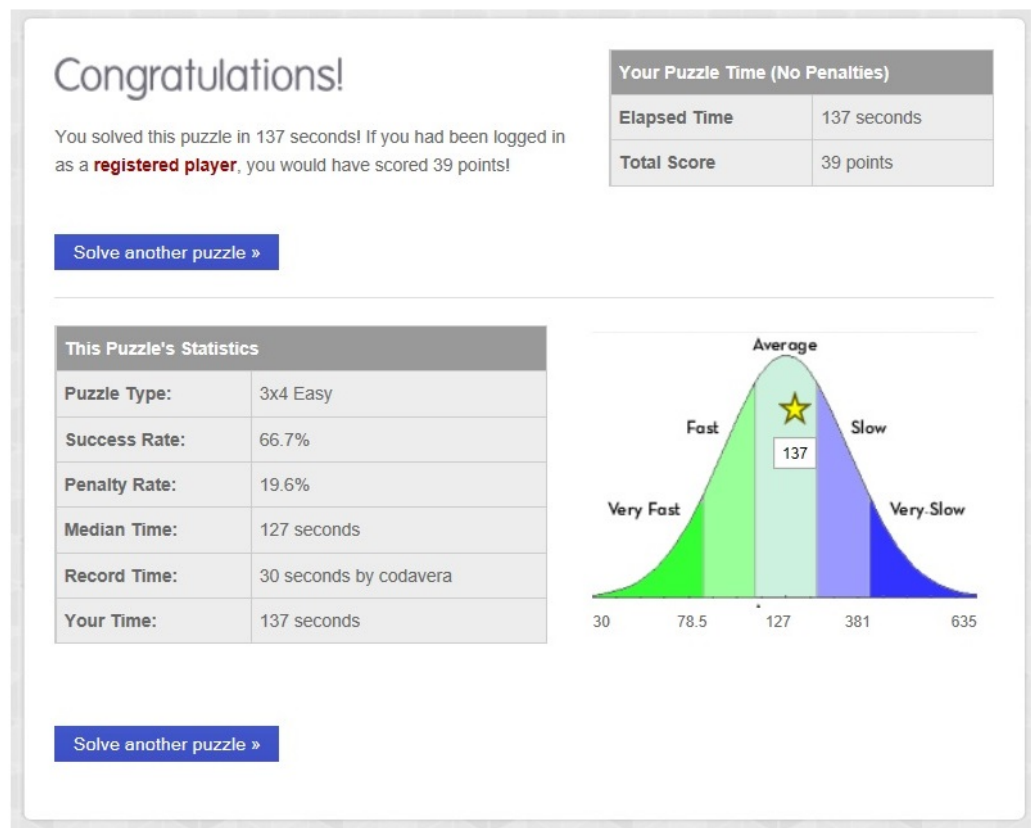 Congratulations!
You solved this puzzle in 137 seconds! If you had been logged in
as a registered player, you would have scored 39 points!
Your Puzzle Time (No Penalties)
Elapsed Time 137 seconds
Total Score 39 points
Solve another puzzle »
This Puzzle's Statistics
Puzzle Type: 3x4 Easy
Success Rate: 66.7%
Penalty Rate: 19.6%
Median Time: 127 seconds
Record Time: 30 seconds by codavera
Your Time: 137 seconds
Average
Fast Slow
137
Very Fast Very Slow
30 78.5 127 381 635
Solve another puzzle »